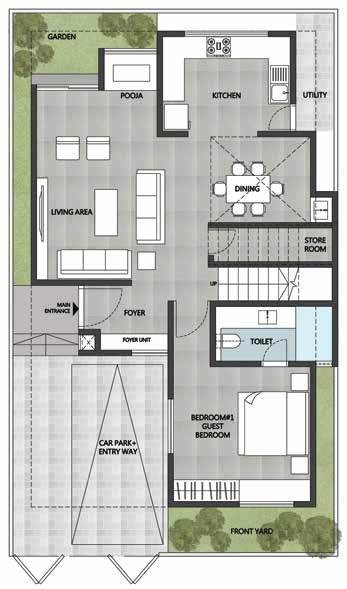 GARDEN
POOJA
KITCHEN
UTILITY
DINING
LIVING AREA
STORE
ROOM
UP
MAIN
ENTRANCE
FOYER
FOYER UNIT
TOILET
BEDROOM#1
GUEST
BEDROOM
CAR PARK+
ENTRY WAY
FRONT YARD